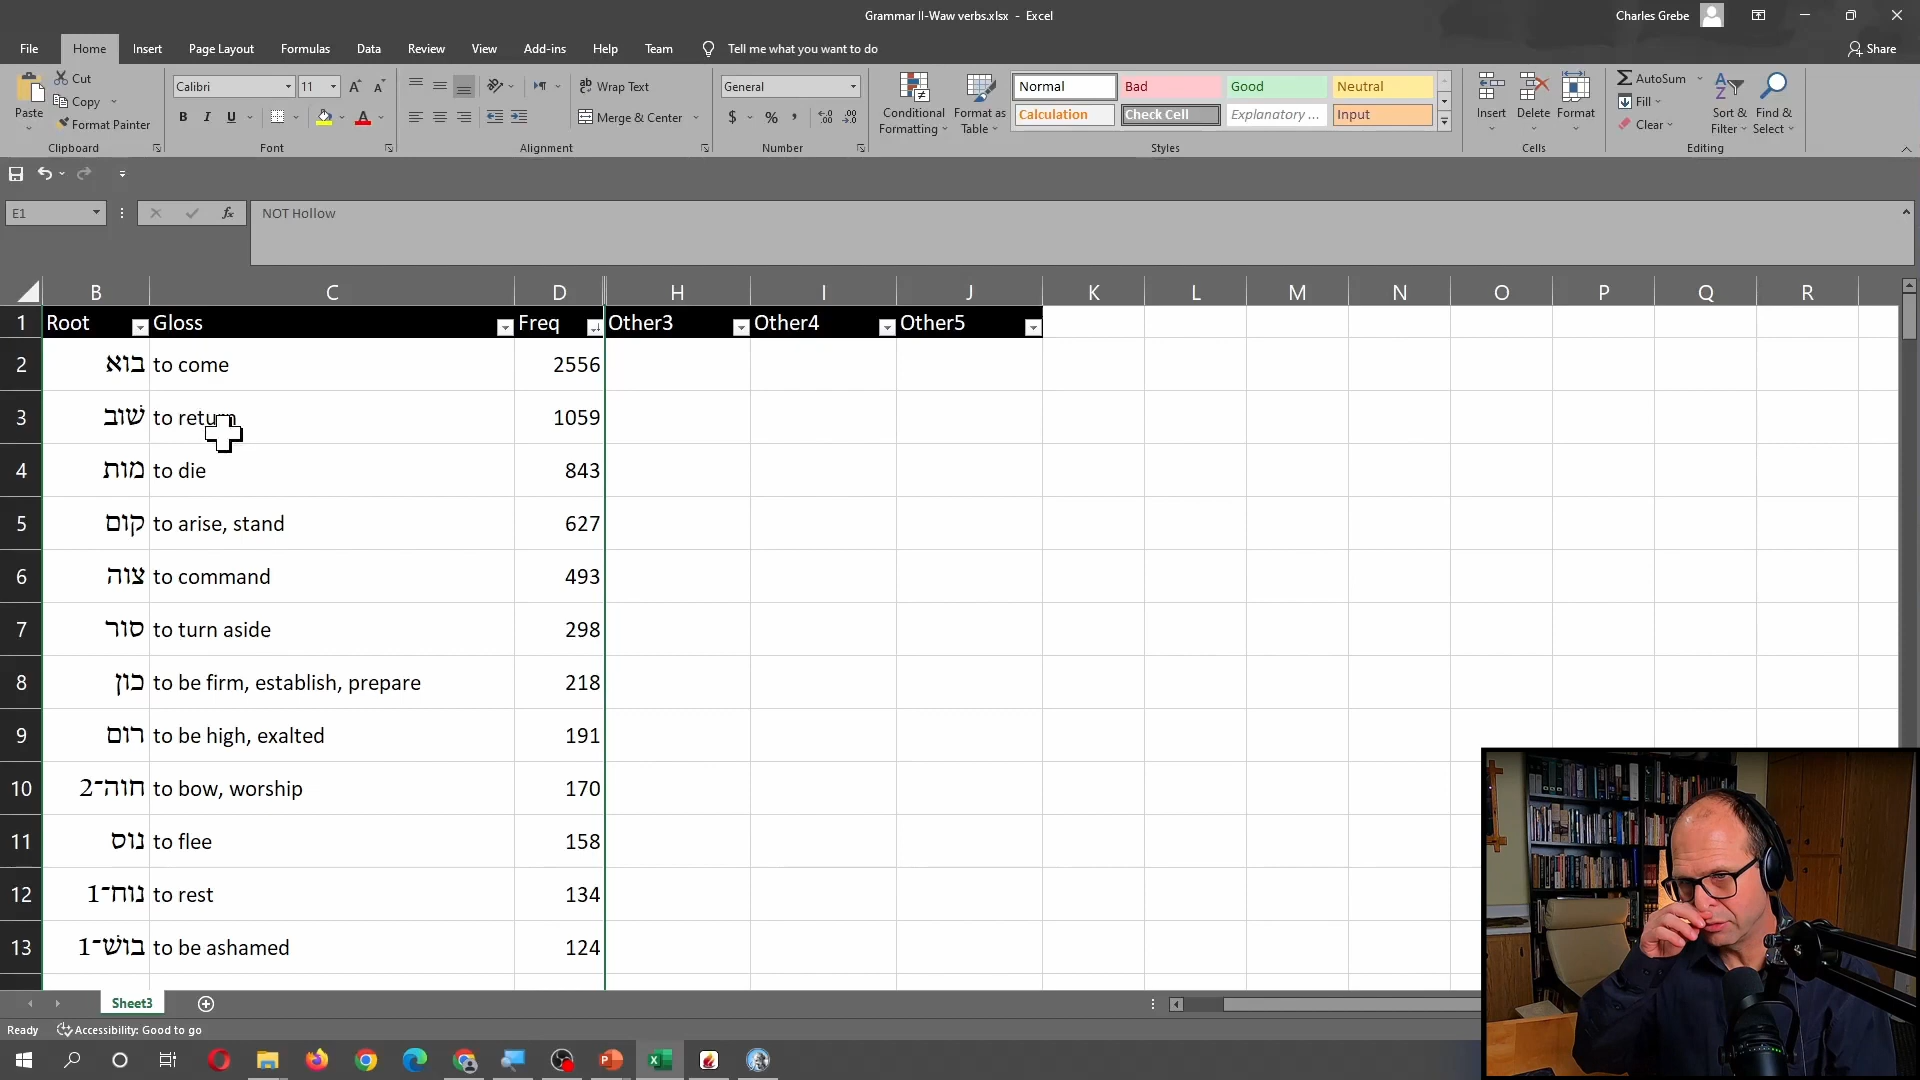 Grammar II-Waw verbs.xlsx - Excel
Charles Grebe
File Home Insert Page Layout Formulas Data Review View Add-ins Help Team Tell me what you want to do
Share
Paste Cut
Copy
Format Painter
Clipboard
Calibri 11
B I U
Font
Wrap Text
Merge & Center
Alignment
General
$ %
Number
Conditional Formatting
Format as Table
Normal Bad Good Neutral
Calculation Check Cell Explanatory ... Input
Styles
Insert Delete Format
Cells
AutoSum
Fill
Clear
Sort & Filter
Find & Select
Editing
E1 fx NOT Hollow
B C D H I J K L M N O P Q R
1 Root Gloss Freq Other3 Other4 Other5
2 בוא to come 2556
3 שׁוב to return 1059
4 מות to die 843
5 קום to arise, stand 627
6 צוה to command 493
7 סור to turn aside 298
8 כון to be firm, establish, prepare 218
9 רום to be high, exalted 191
10 חוה־2 to bow, worship 170
11 נוס to flee 158
12 נוח־1 to rest 134
13 בושׁ־1 to be ashamed 124
Sheet3
Ready Accessibility: Good to go